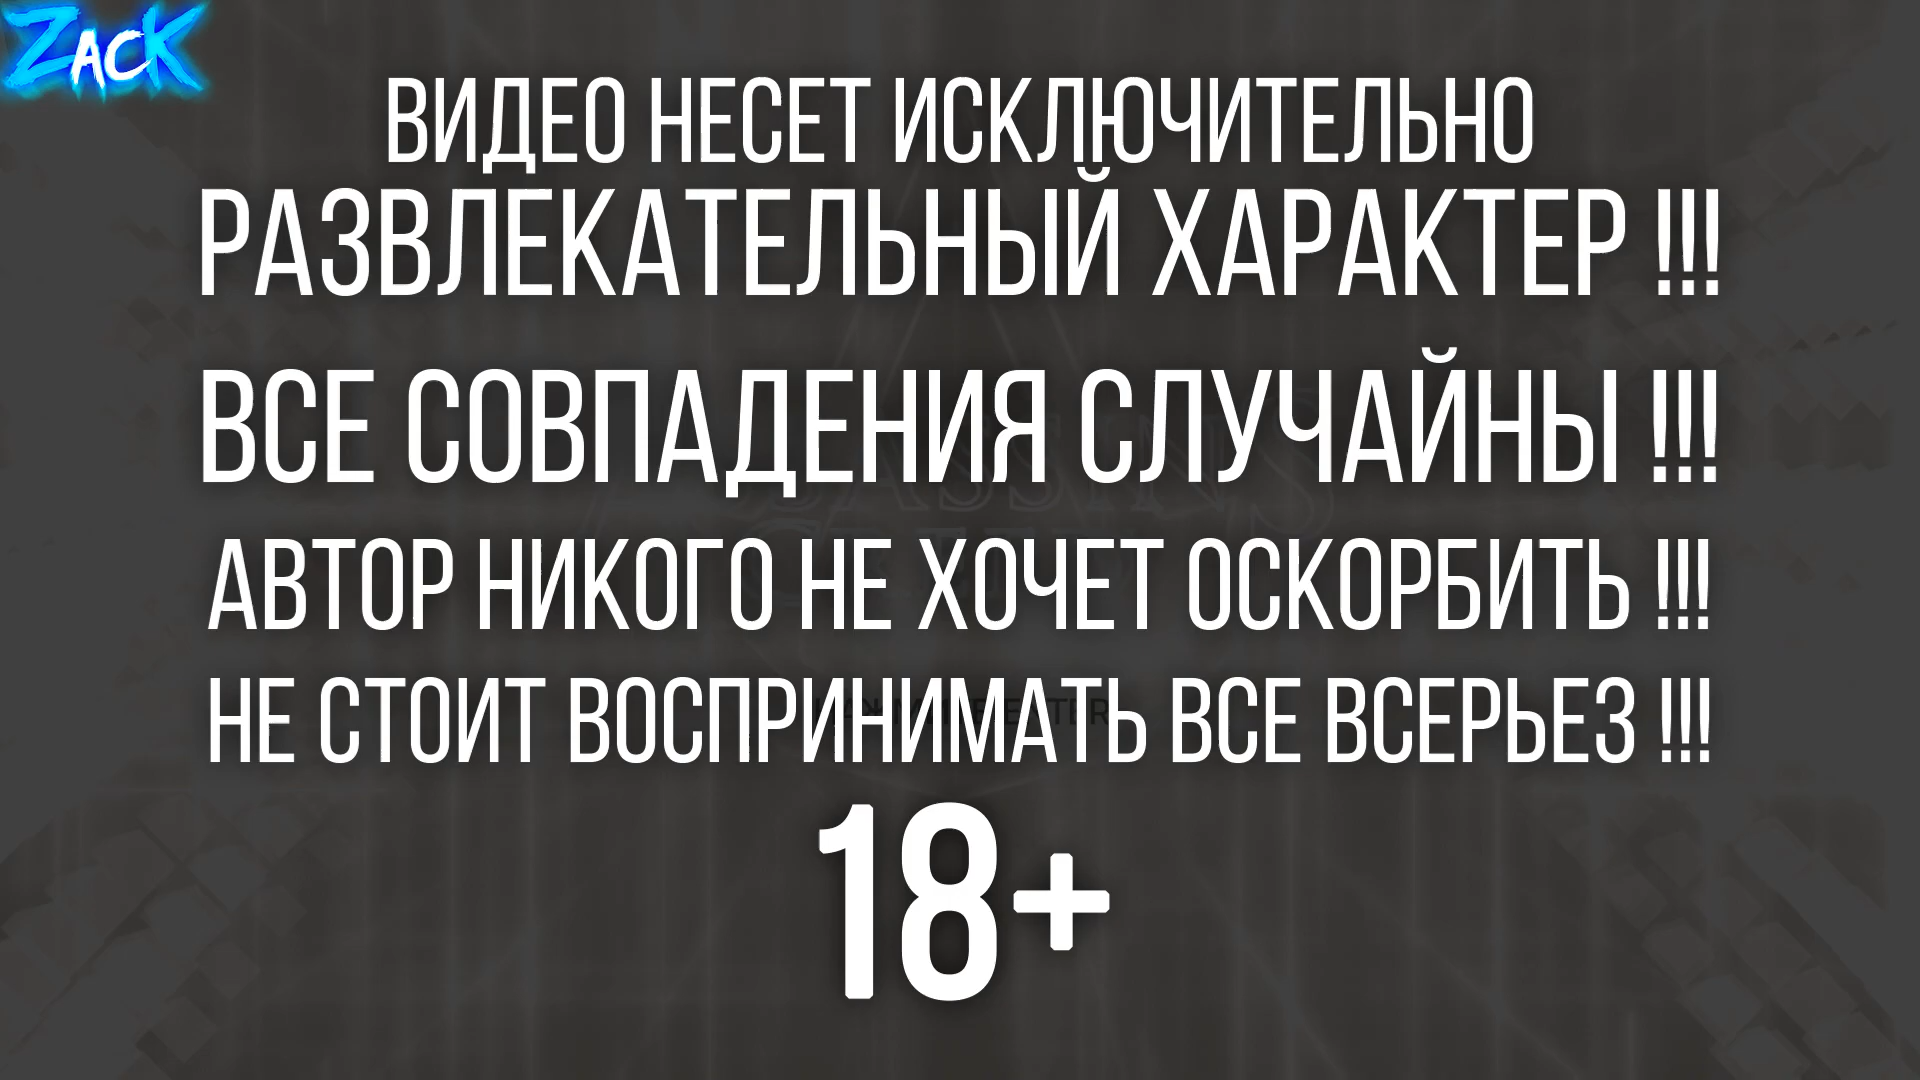 ZACK
ВИДЕО НЕСЕТ ИСКЛЮЧИТЕЛЬНО
РАЗВЛЕКАТЕЛЬНЫЙ ХАРАКТЕР !!!
ВСЕ СОВПАДЕНИЯ СЛУЧАЙНЫ !!!
АВТОР НИКОГО НЕ ХОЧЕТ ОСКОРБИТЬ !!!
НЕ СТОИТ ВОСПРИНИМАТЬ ВСЕ ВСЕРЬЕЗ !!!
18+